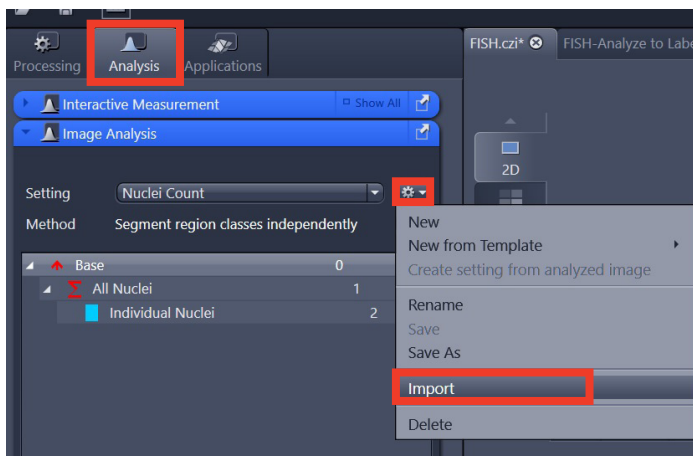 Processing Analysis Applications
FISH.czi* FISH-Analyze to Labe
Interactive Measurement Show All
Image Analysis
2D
Setting Nuclei Count
Method Segment region classes independently
Base 0
All Nuclei 1
Individual Nuclei 2
New
New from Template
Create setting from analyzed image
Rename
Save
Save As
Import
Delete